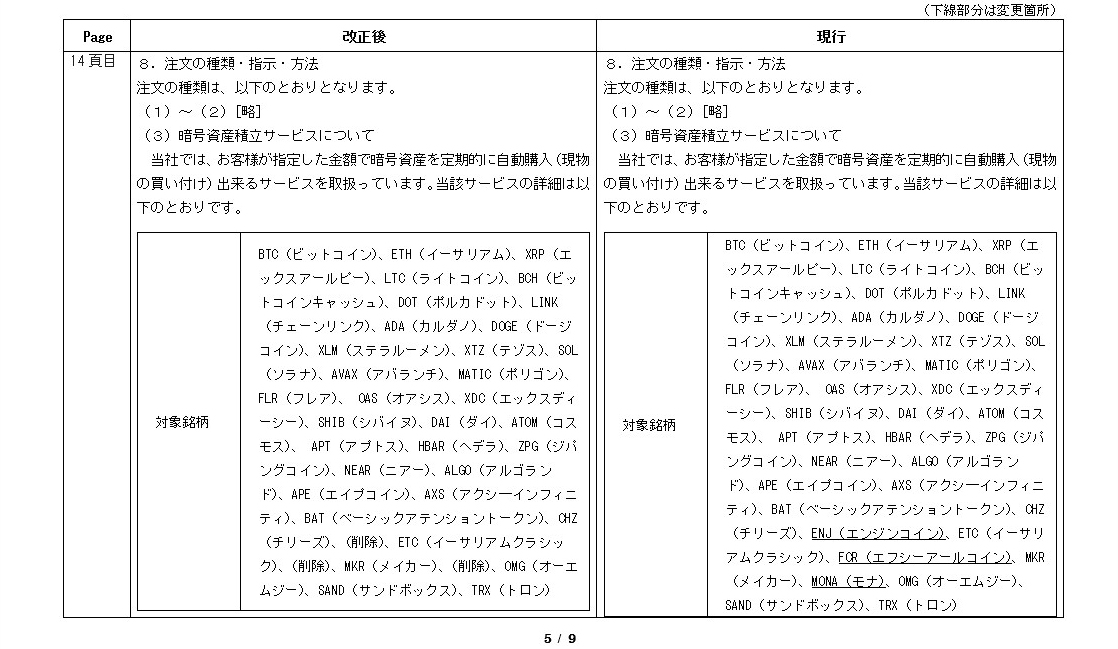 （下線部分は変更箇所）
Page
改正後
現行
14 頁目
８．注文の種類・指示・方法
注文の種類は、以下のとおりとなります。
（１）～（２）［略］
（３）暗号資産積立サービスについて
当社では、お客様が指定した金額で暗号資産を定期的に自動購入（現物
の買い付け）出来るサービスを取扱っています。当該サービスの詳細は以
下のとおりです。
対象銘柄
BTC（ビットコイン）、ETH（イーサリアム）、XRP（エ
ックスアールピー）、LTC（ライトコイン）、BCH（ビッ
トコインキャッシュ）、DOT（ポルカドット）、LINK
（チェーンリンク）、ADA（カルダノ）、DOGE（ドージ
コイン）、XLM（ステラルーメン）、XTZ（テゾス）、SOL
（ソラナ）、AVAX（アバランチ）、MATIC（ポリゴン）、
FLR（フレア）、 OAS（オアシス）、XDC（エックスディ
ーシー）、SHIB（シバイヌ）、DAI（ダイ）、ATOM（コス
モス）、 APT（アプトス）、HBAR（ヘデラ）、ZPG（ジパ
ングコイン）、NEAR（ニアー）、ALGO（アルゴラン
ド）、APE（エイプコイン）、AXS（アクシーインフィニ
ティ）、BAT（ベーシックアテンショントークン）、CHZ
（チリーズ）、（削除）、ETC（イーサリアムクラシッ
ク）、（削除）、MKR（メイカー）、（削除）、OMG（オーエ
ムジー）、SAND（サンドボックス）、TRX（トロン）
８．注文の種類・指示・方法
注文の種類は、以下のとおりとなります。
（１）～（２）［略］
（３）暗号資産積立サービスについて
当社では、お客様が指定した金額で暗号資産を定期的に自動購入（現物
の買い付け）出来るサービスを取扱っています。当該サービスの詳細は以
下のとおりです。
対象銘柄
BTC（ビットコイン）、ETH（イーサリアム）、XRP（エ
ックスアールピー）、LTC（ライトコイン）、BCH（ビッ
トコインキャッシュ）、DOT（ポルカドット）、LINK
（チェーンリンク）、ADA（カルダノ）、DOGE（ドージ
コイン）、XLM（ステラルーメン）、XTZ（テゾス）、SOL
（ソラナ）、AVAX（アバランチ）、MATIC（ポリゴン）、
FLR（フレア）、 OAS（オアシス）、XDC（エックスディ
ーシー）、SHIB（シバイヌ）、DAI（ダイ）、ATOM（コス
モス）、 APT（アプトス）、HBAR（ヘデラ）、ZPG（ジパ
ングコイン）、NEAR（ニアー）、ALGO（アルゴラン
ド）、APE（エイプコイン）、AXS（アクシーインフィニ
ティ）、BAT（ベーシックアテンショントークン）、CHZ
（チリーズ）、ENJ（エンジンコイン）、ETC（イーサリ
アムクラシック）、FCR（エフシーアールコイン）、MKR
（メイカー）、MONA（モナ）、OMG（オーエムジー）、
SAND（サンドボックス）、TRX（トロン）
5 / 9